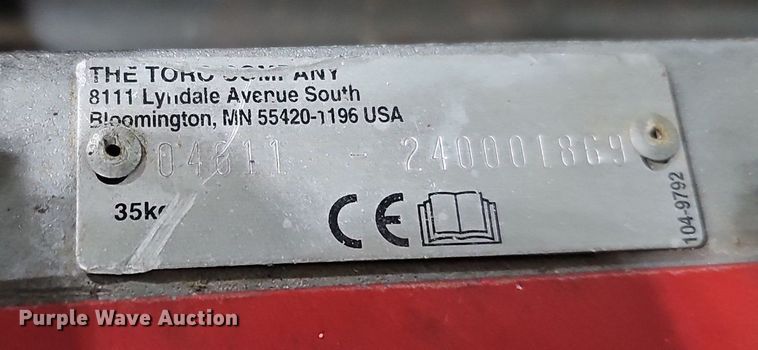 THE TORO COMPANY
8111 Lyndale Avenue South
Bloomington, MN 55420-1196 USA
04611 - 240001869
35kg
CE
104-9792
Purple Wave Auction